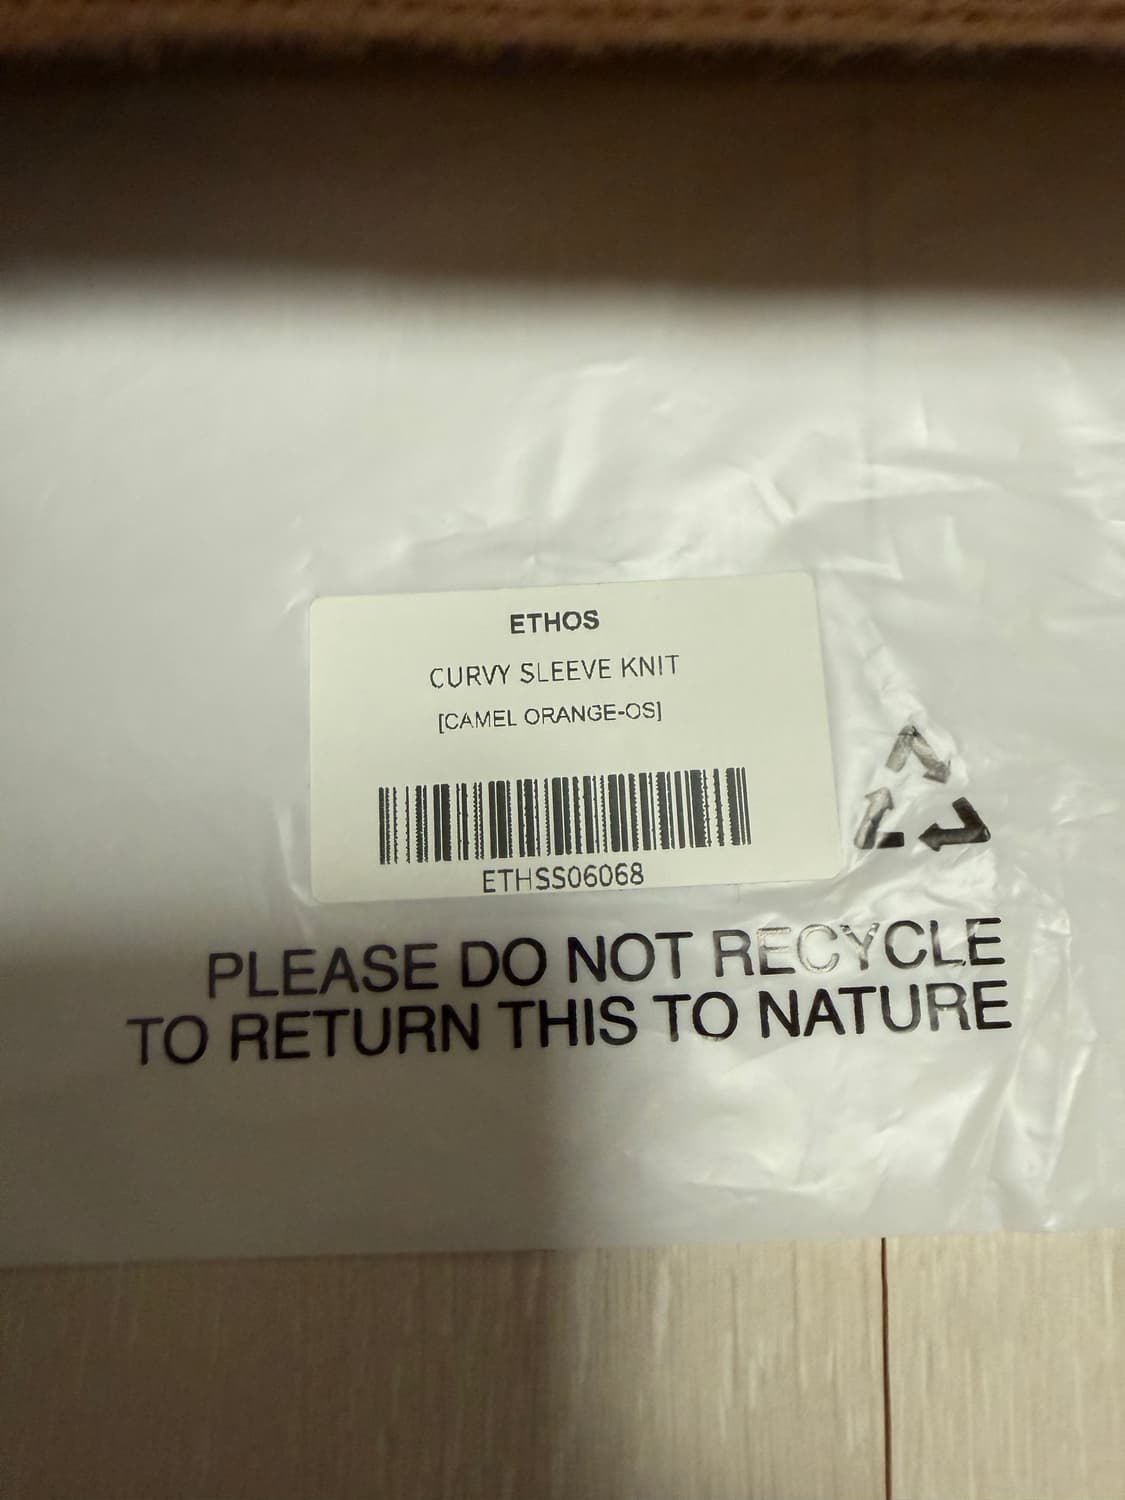 ETHOS
CURVY SLEEVE KNIT
[CAMEL ORANGE-OS]
ETHSS06068
PLEASE DO NOT RECYCLE
TO RETURN THIS TO NATURE